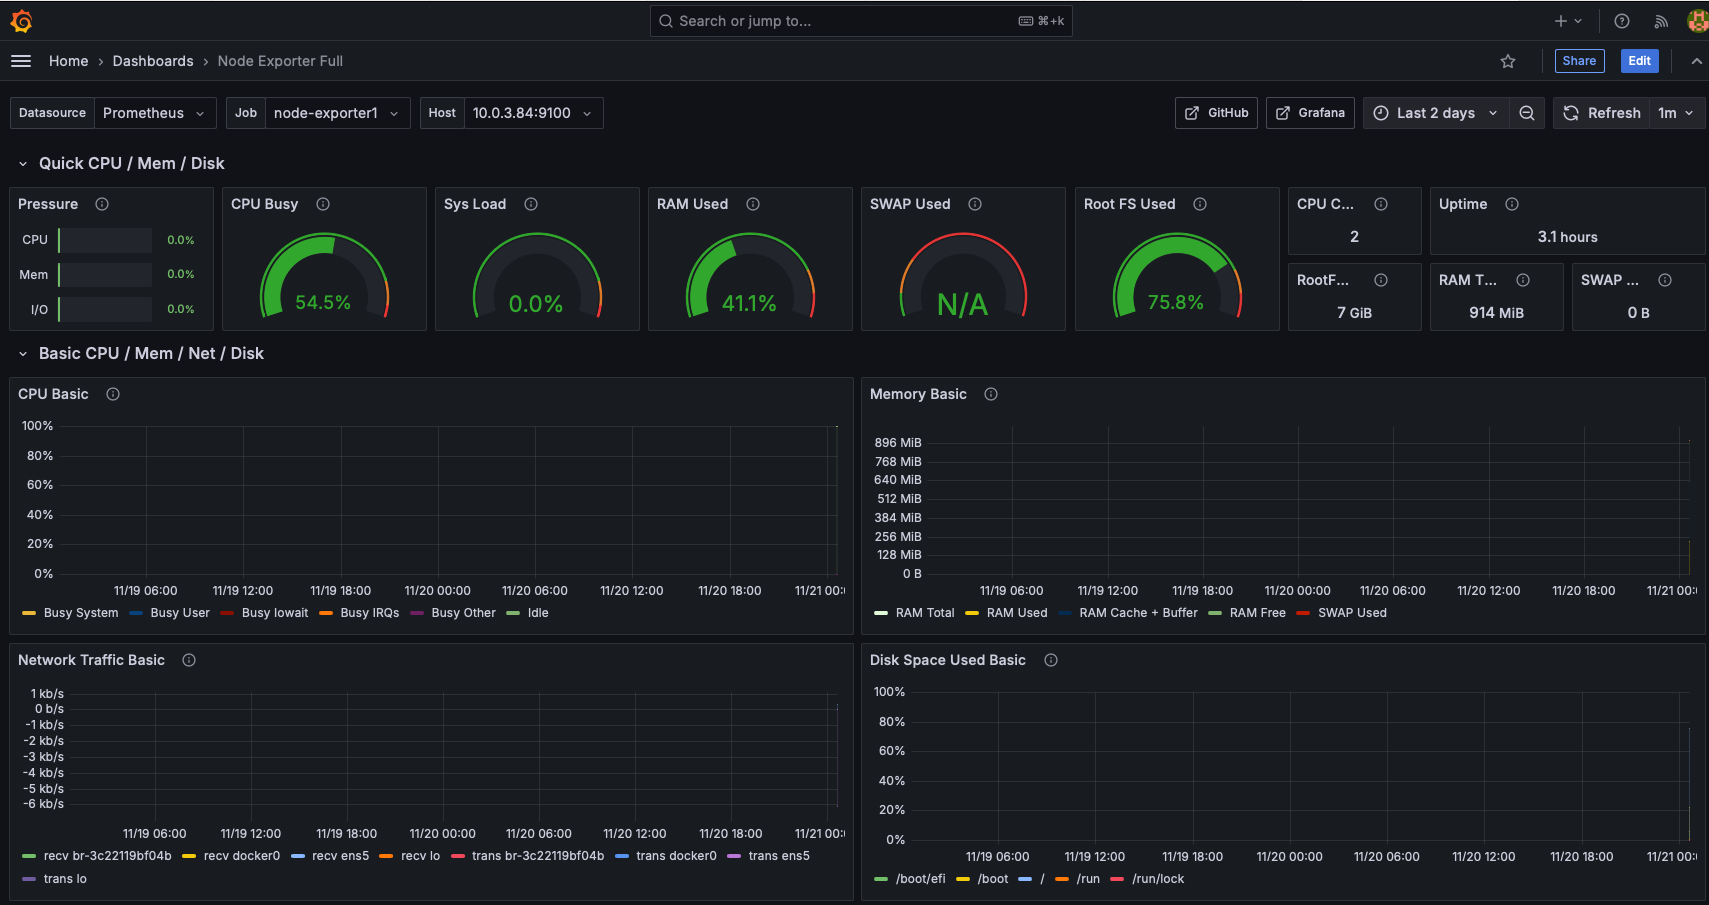 Search or jump to... ⌘+k
Home › Dashboards › Node Exporter Full
Share Edit
Datasource Prometheus Job node-exporter1 Host 10.0.3.84:9100 GitHub Grafana Last 2 days Refresh 1m
Quick CPU / Mem / Disk
Pressure
CPU 0.0%
Mem 0.0%
I/O 0.0%
CPU Busy
54.5%
Sys Load
0.0%
RAM Used
41.1%
SWAP Used
N/A
Root FS Used
75.8%
CPU C...
2
Uptime
3.1 hours
RootF...
7 GiB
RAM T...
914 MiB
SWAP ...
0 B
Basic CPU / Mem / Net / Disk
CPU Basic
100%
80%
60%
40%
20%
0%
11/19 06:00 11/19 12:00 11/19 18:00 11/20 00:00 11/20 06:00 11/20 12:00 11/20 18:00 11/21 00:
Busy System Busy User Busy Iowait Busy IRQs Busy Other Idle
Memory Basic
896 MiB
768 MiB
640 MiB
512 MiB
384 MiB
256 MiB
128 MiB
0 B
11/19 06:00 11/19 12:00 11/19 18:00 11/20 00:00 11/20 06:00 11/20 12:00 11/20 18:00 11/21 00:
RAM Total RAM Used RAM Cache + Buffer RAM Free SWAP Used
Network Traffic Basic
1 kb/s
0 b/s
-1 kb/s
-2 kb/s
-3 kb/s
-4 kb/s
-5 kb/s
-6 kb/s
11/19 06:00 11/19 12:00 11/19 18:00 11/20 00:00 11/20 06:00 11/20 12:00 11/20 18:00 11/21 00:
recv br-3c22119bf04b recv docker0 recv ens5 recv lo trans br-3c22119bf04b trans docker0 trans ens5
trans lo
Disk Space Used Basic
100%
80%
60%
40%
20%
0%
11/19 06:00 11/19 12:00 11/19 18:00 11/20 00:00 11/20 06:00 11/20 12:00 11/20 18:00 11/21 00:
/boot/efi /boot / /run /run/lock